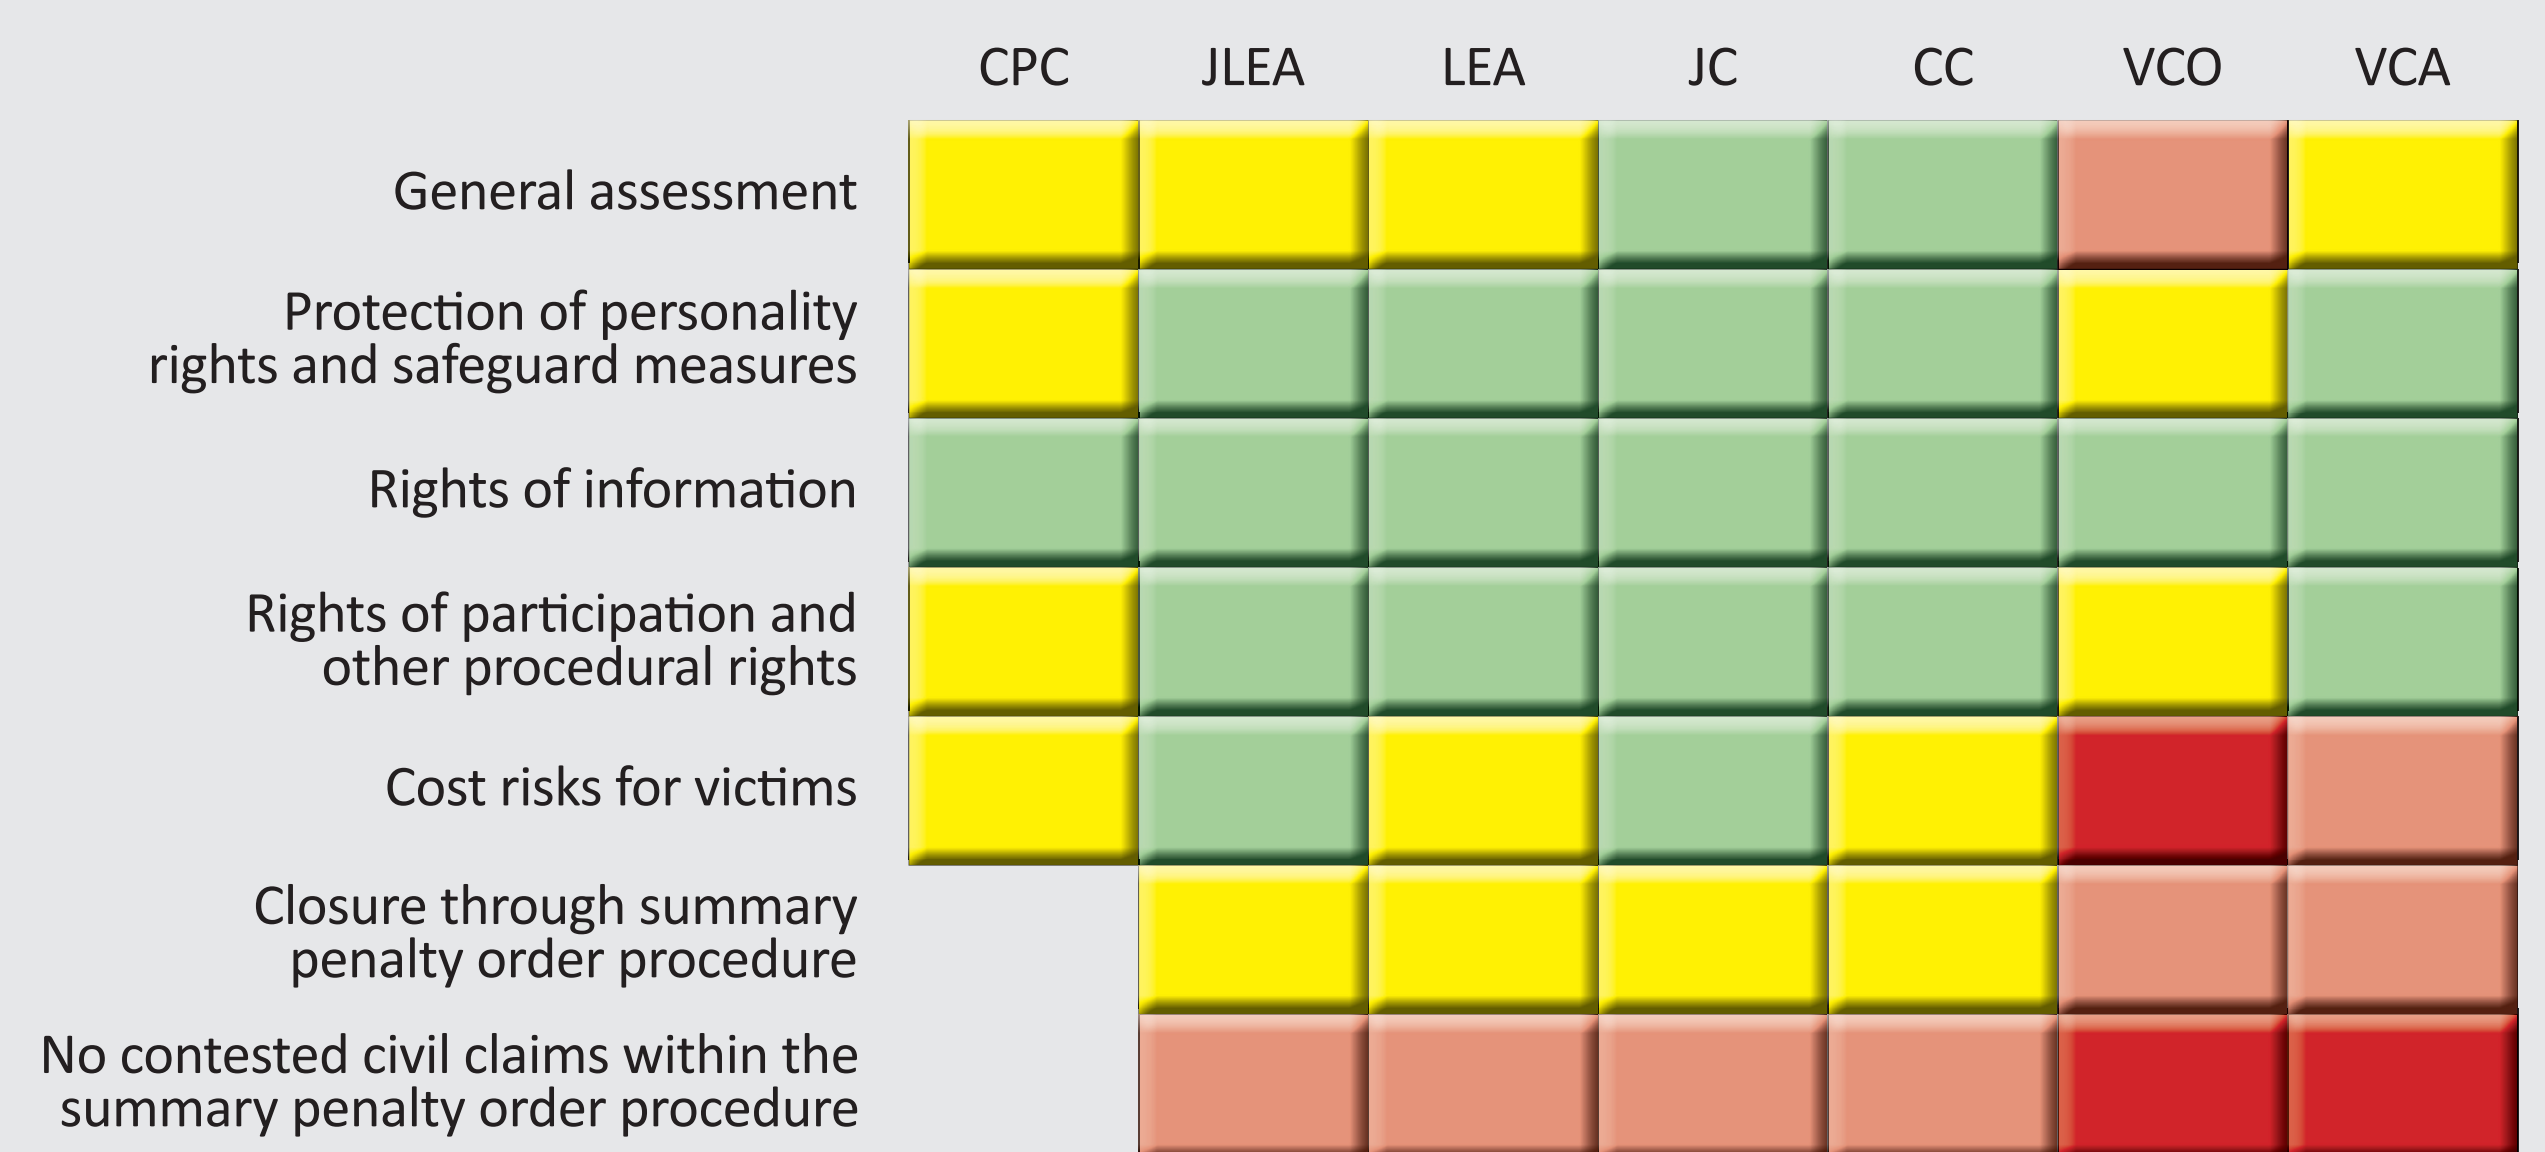 CPC JLEA LEA JC CC VCO VCA
General assessment
Protection of personality
rights and safeguard measures
Rights of information
Rights of participation and
other procedural rights
Cost risks for victims
Closure through summary
penalty order procedure
No contested civil claims within the
summary penalty order procedure